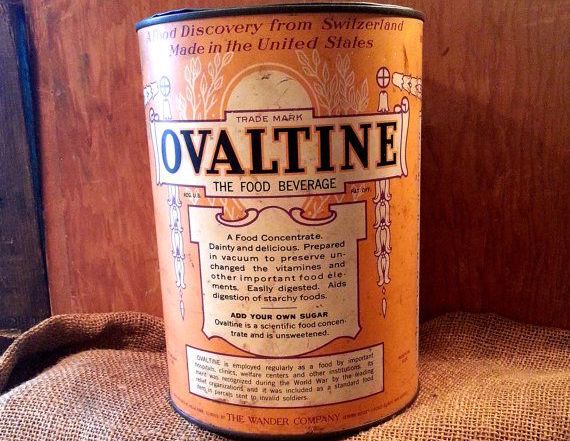 A Food Discovery from Switzerland
Made in the United States
TRADE MARK
OVALTINE
REG U.S. PAT. OFF.
THE FOOD BEVERAGE
A Food Concentrate.
Dainty and delicious. Prepared
in vacuum to preserve un-
changed the vitamines and
other important food ele-
ments. Easily digested. Aids
digestion of starchy foods.
ADD YOUR OWN SUGAR
Ovaltine is a scientific food concen-
trate and is unsweetened.
OVALTINE is employed regularly as a food by important
hospitals, clinics, welfare centers and other institutions. Its
merit was recognized during the World War by the leading
relief organizations and it was included as a standard food
item in parcels sent to invalid soldiers.
THE WANDER COMPANY